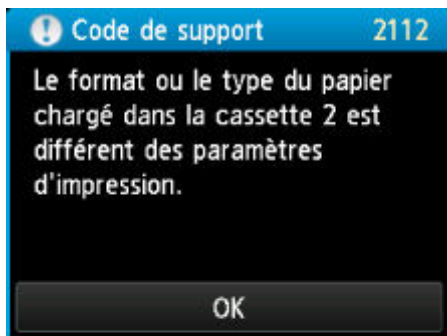 Code de support 2112
Le format ou le type du papier
chargé dans la cassette 2 est
différent des paramètres
d'impression.
OK